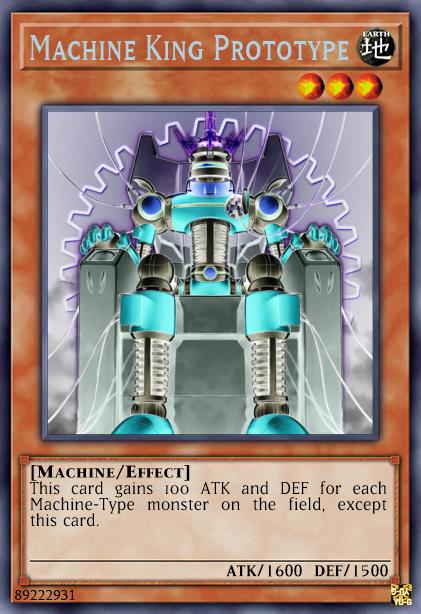 Machine King Prototype
EARTH
地
[Machine/Effect]
This card gains 100 ATK and DEF for each
Machine-Type monster on the field, except
this card.
ATK/1600 DEF/1500
89222931